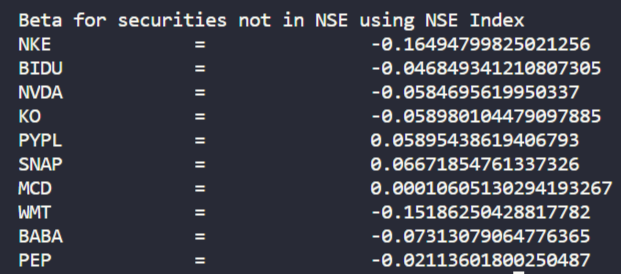 Beta for securities not in NSE using NSE Index
NKE = -0.16494799825021256
BIDU = -0.046849341210807305
NVDA = -0.0584695619950337
KO = -0.058980104479097885
PYPL = 0.05895438619406793
SNAP = 0.06671854761337326
MCD = 0.00010605130294193267
WMT = -0.15186250428817782
BABA = -0.07313079064776365
PEP = -0.02113601800250487